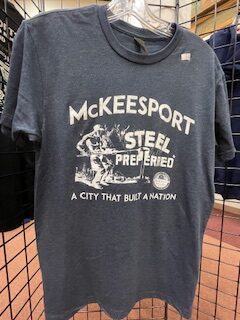 McKEESPORT
STEEL
PREFERRED
A CITY THAT BUILT A NATION